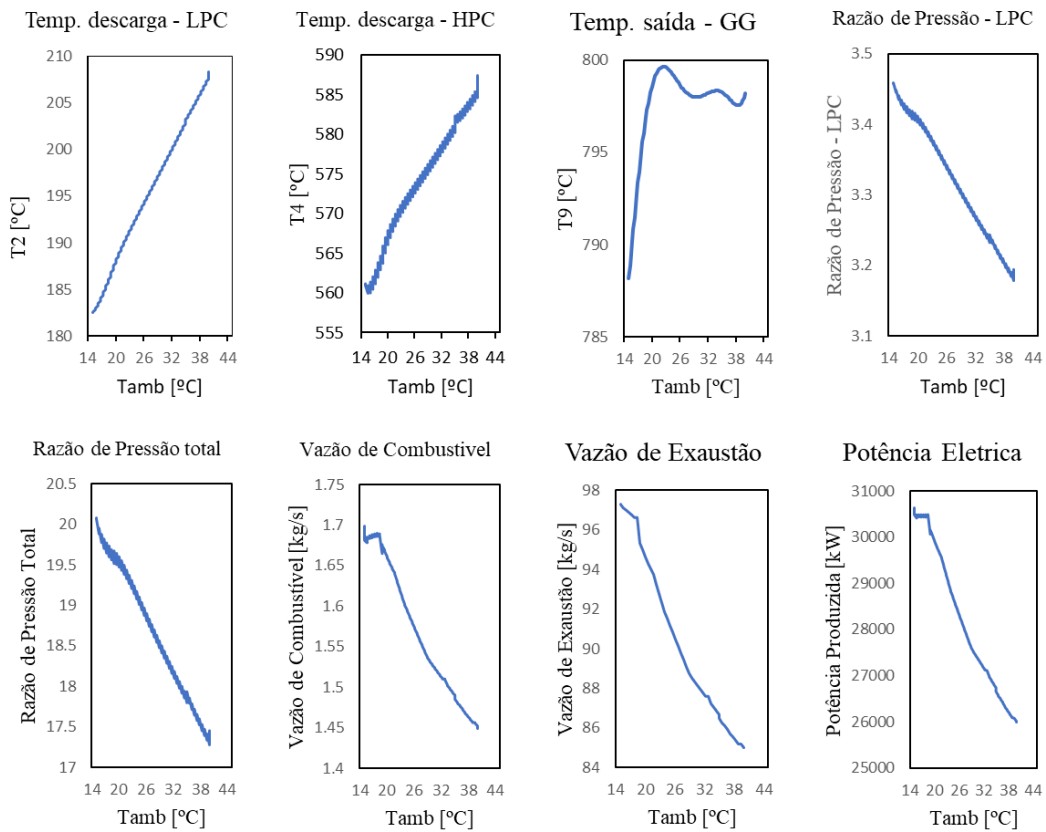 Temp. descarga - LPC
T2 [ºC]
210
205
200
195
190
185
180
14 20 26 32 38 44
Tamb [ºC]
Temp. descarga - HPC
T4 [ºC]
590
585
580
575
570
565
560
555
14 20 26 32 38 44
Tamb [ºC]
Temp. saída - GG
T9 [ºC]
800
795
790
785
14 20 26 32 38 44
Tamb [ºC]
Razão de Pressão - LPC
Razão de Pressão - LPC
3.5
3.4
3.3
3.2
3.1
14 20 26 32 38 44
Tamb [ºC]
Razão de Pressão total
Razão de Pressão Total
20.5
20
19.5
19
18.5
18
17.5
17
14 20 26 32 38 44
Tamb [ºC]
Vazão de Combustivel
Vazão de Combustível [kg/s]
1.75
1.7
1.65
1.6
1.55
1.5
1.45
1.4
14 20 26 32 38 44
Tamb [ºC]
Vazão de Exaustão
Vazão de Exaustão [kg/s]
98
96
94
92
90
88
86
84
14 20 26 32 38 44
Tamb [ºC]
Potência Eletrica
Potência Produzida [kW]
31000
30000
29000
28000
27000
26000
25000
14 20 26 32 38 44
Tamb [ºC]